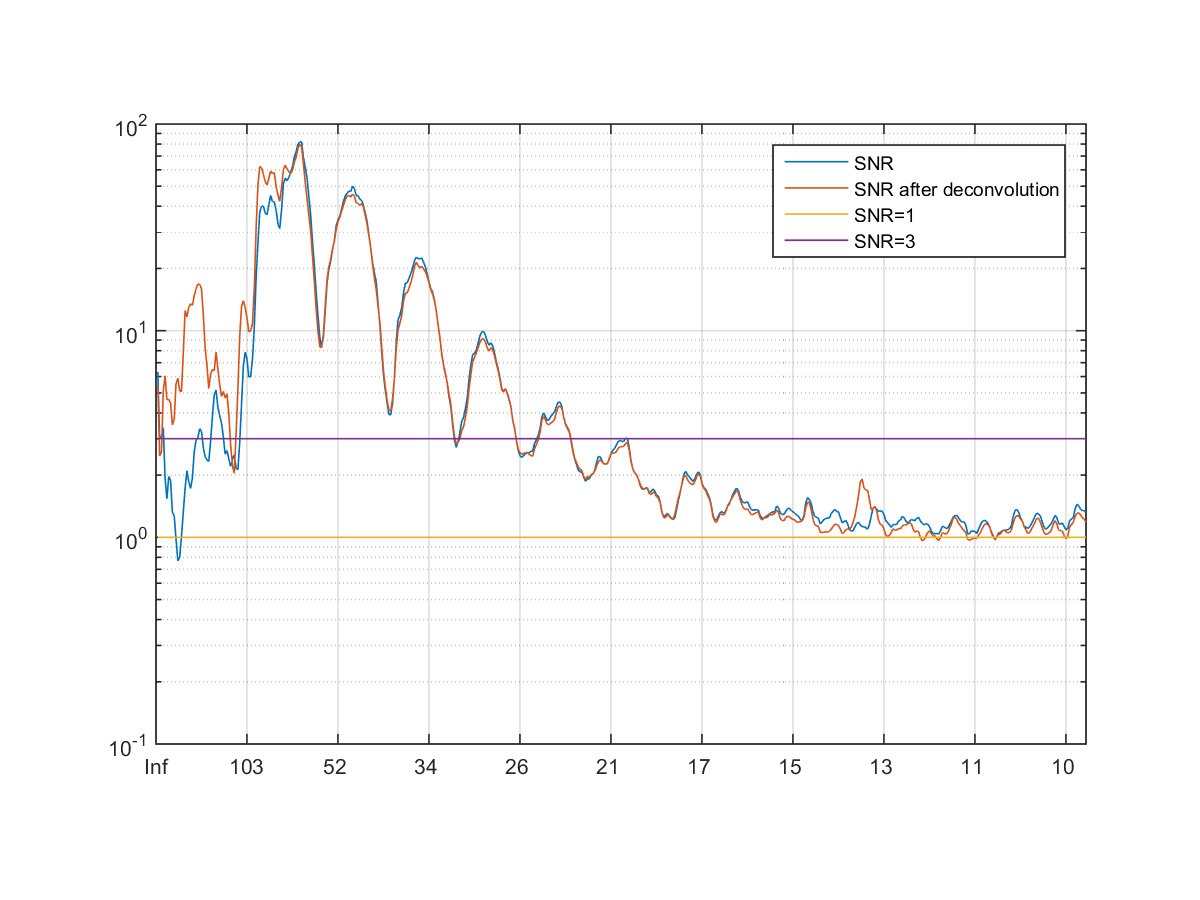 10^2
SNR
SNR after deconvolution
SNR=1
SNR=3
10^1
10^0
10^-1
Inf 103 52 34 26 21 17 15 13 11 10